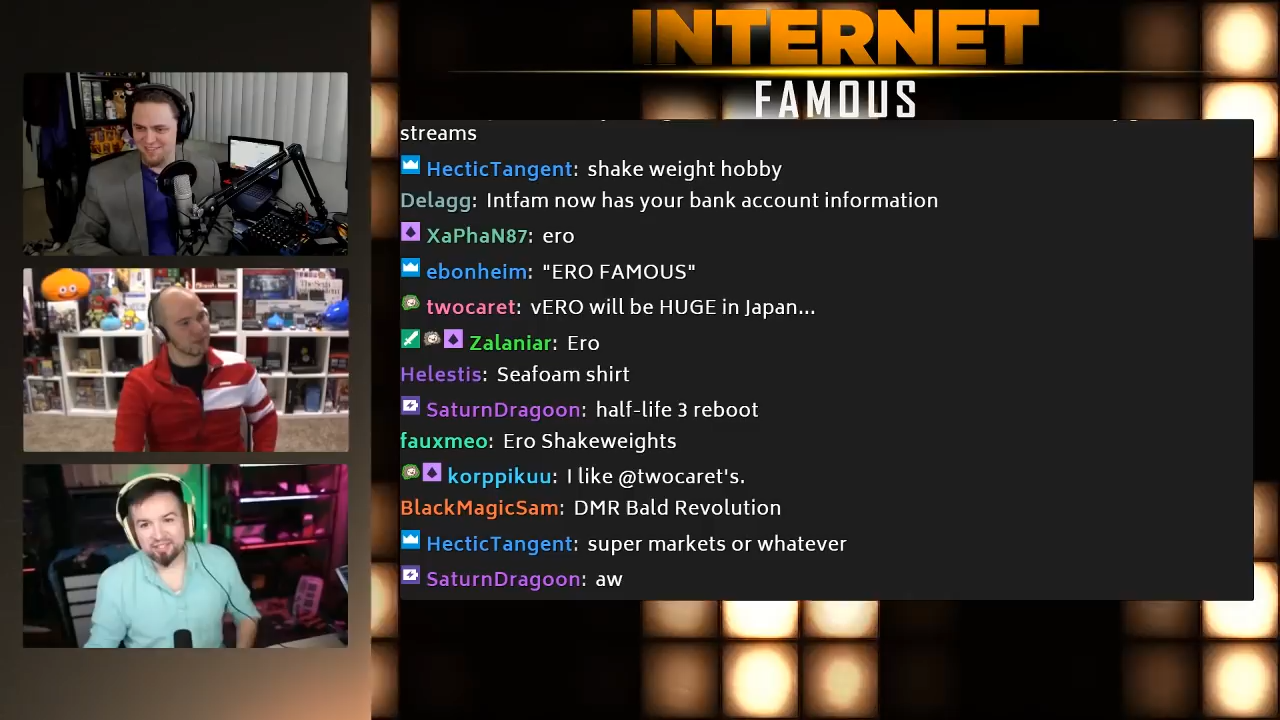 INTERNET
FAMOUS
streams
HecticTangent: shake weight hobby
Delagg: Intfam now has your bank account information
XaPhaN87: ero
ebonheim: "ERO FAMOUS"
twocaret: vERO will be HUGE in Japan...
Zalaniar: Ero
Helestis: Seafoam shirt
SaturnDragoon: half-life 3 reboot
fauxmeo: Ero Shakeweights
korppikuu: I like @twocaret's.
BlackMagicSam: DMR Bald Revolution
HecticTangent: super markets or whatever
SaturnDragoon: aw